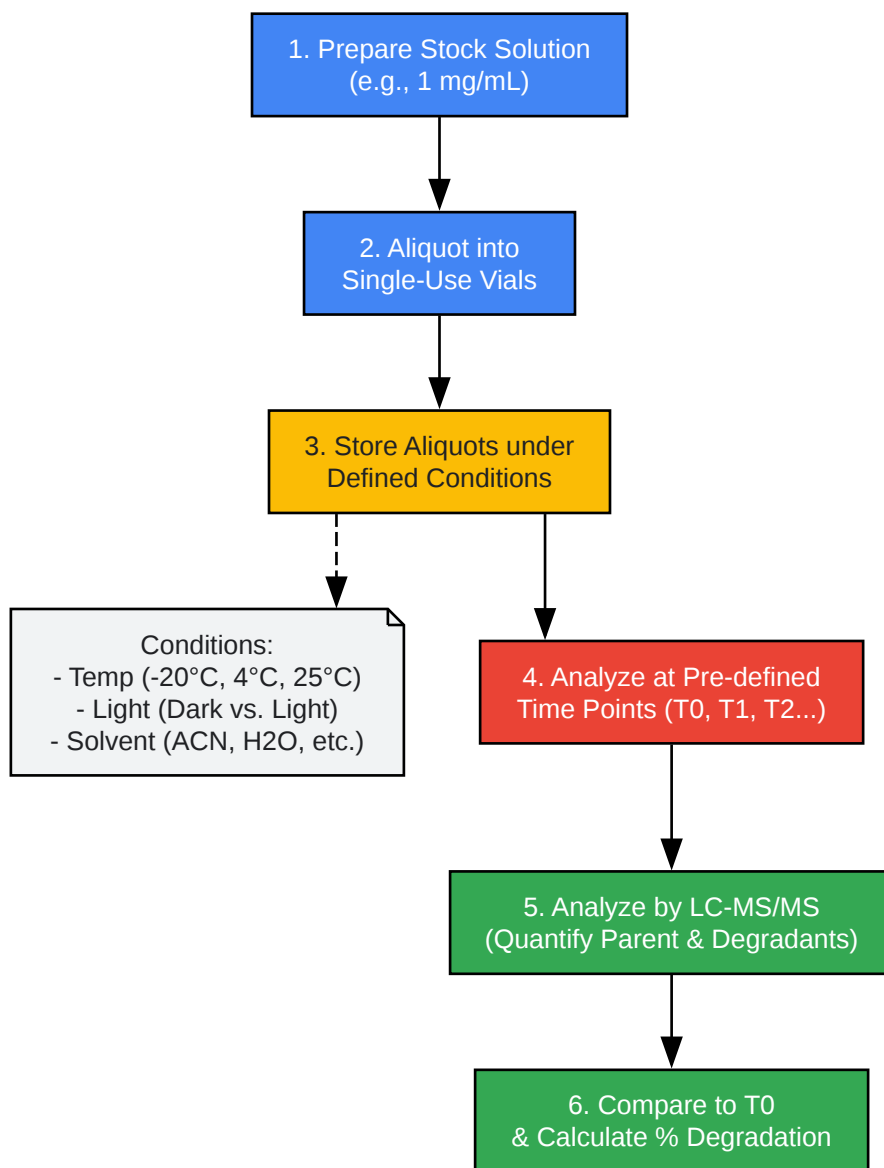 1. Prepare Stock Solution
(e.g., 1 mg/mL)
2. Aliquot into
Single-Use Vials
3. Store Aliquots under
Defined Conditions
Conditions:
- Temp (-20°C, 4°C, 25°C)
- Light (Dark vs. Light)
- Solvent (ACN, H2O, etc.)
4. Analyze at Pre-defined
Time Points (T0, T1, T2...)
5. Analyze by LC-MS/MS
(Quantify Parent & Degradants)
6. Compare to T0
& Calculate % Degradation